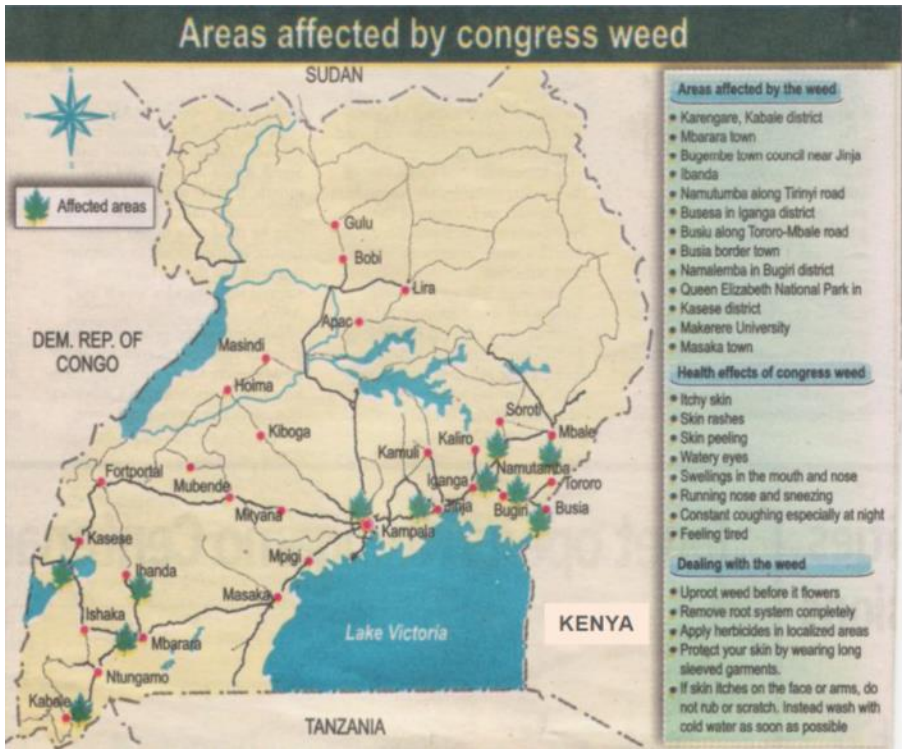 Areas affected by congress weed
SUDAN
Affected areas
Gulu
Bobi
Lira
Apac
DEM. REP. OF
CONGO
Masindi
Hoima
Soroti
Kiboga
Mbale
Kaliro
Kamuli
Namutamba
Fortportal
Iganga
Tororo
Mubende
Jinja
Bugiri
Busia
Mityana
Kampala
Kasese
Mpigi
Ibanda
Masaka
Ishaka
Lake Victoria
KENYA
Mbarara
Ntungamo
Kabale
TANZANIA
Areas affected by the weed
Karengare, Kabale district
Mbarara town
Bugembe town council near Jinja
Ibanda
Namutumba along Tirinyi road
Busesa in iganga district
Busiu along Tororo-Mbale road
Busia border town
Namalemba in Bugiri district
Queen Elizabeth National Park in
Kasese district
Makerere University
Masaka town
Health effects of congress weed
Itchy skin
Skin rashes
Skin peeling
Watery eyes
Swellings in the mouth and nose
Running nose and sneezing
Constant coughing especially at night
Feeling tired
Dealing with the weed
Uproot weed before it flowers
Remove root system completely
Apply herbicides in localized areas
Protect your skin by wearing long
sleeved garments.
If skin itches on the face or arms, do
not rub or scratch. Instead wash with
cold water as soon as possible